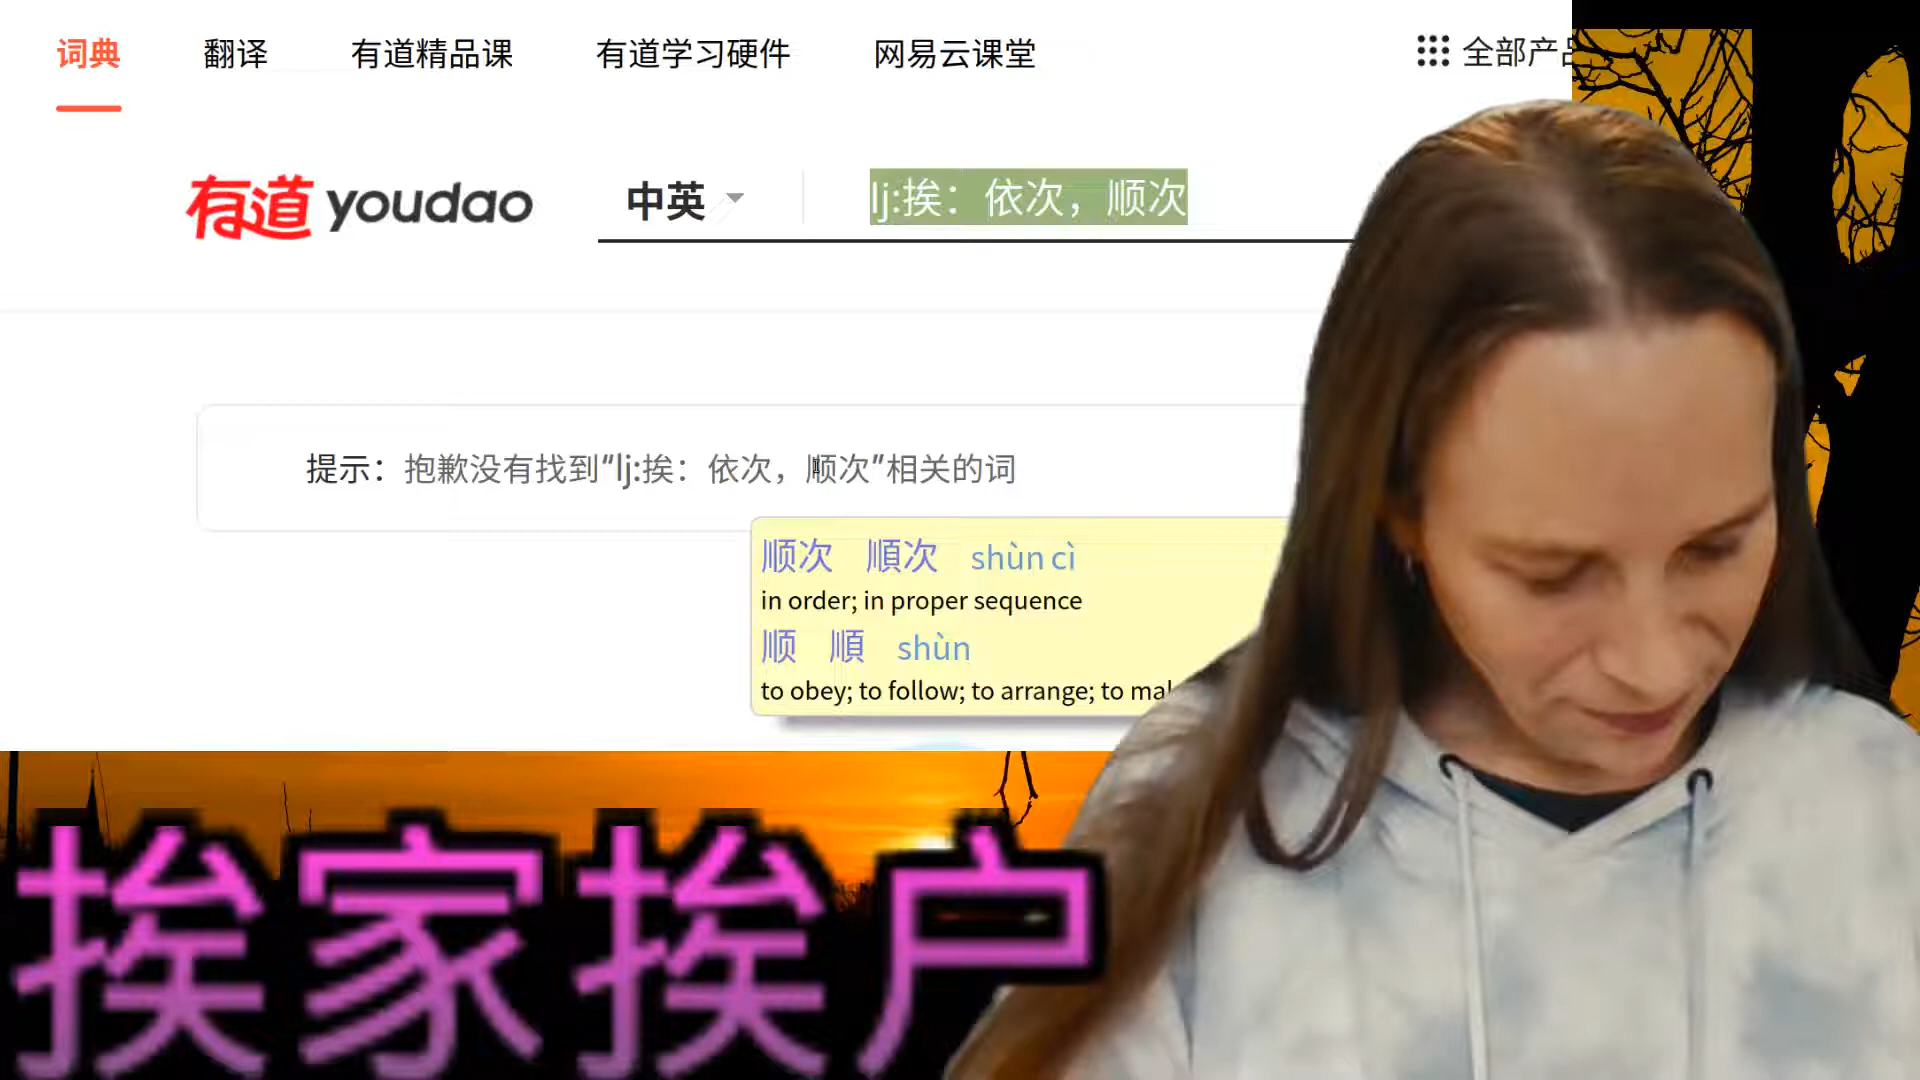 词典 翻译 有道精品课 有道学习硬件 网易云课堂 全部产品
有道 youdao 中英 lj:挨：依次，顺次
提示：抱歉没有找到“lj:挨：依次，顺次”相关的词
顺次 順次 shùn cì
in order; in proper sequence
顺 順 shùn
to obey; to follow; to arrange; to
挨家挨户